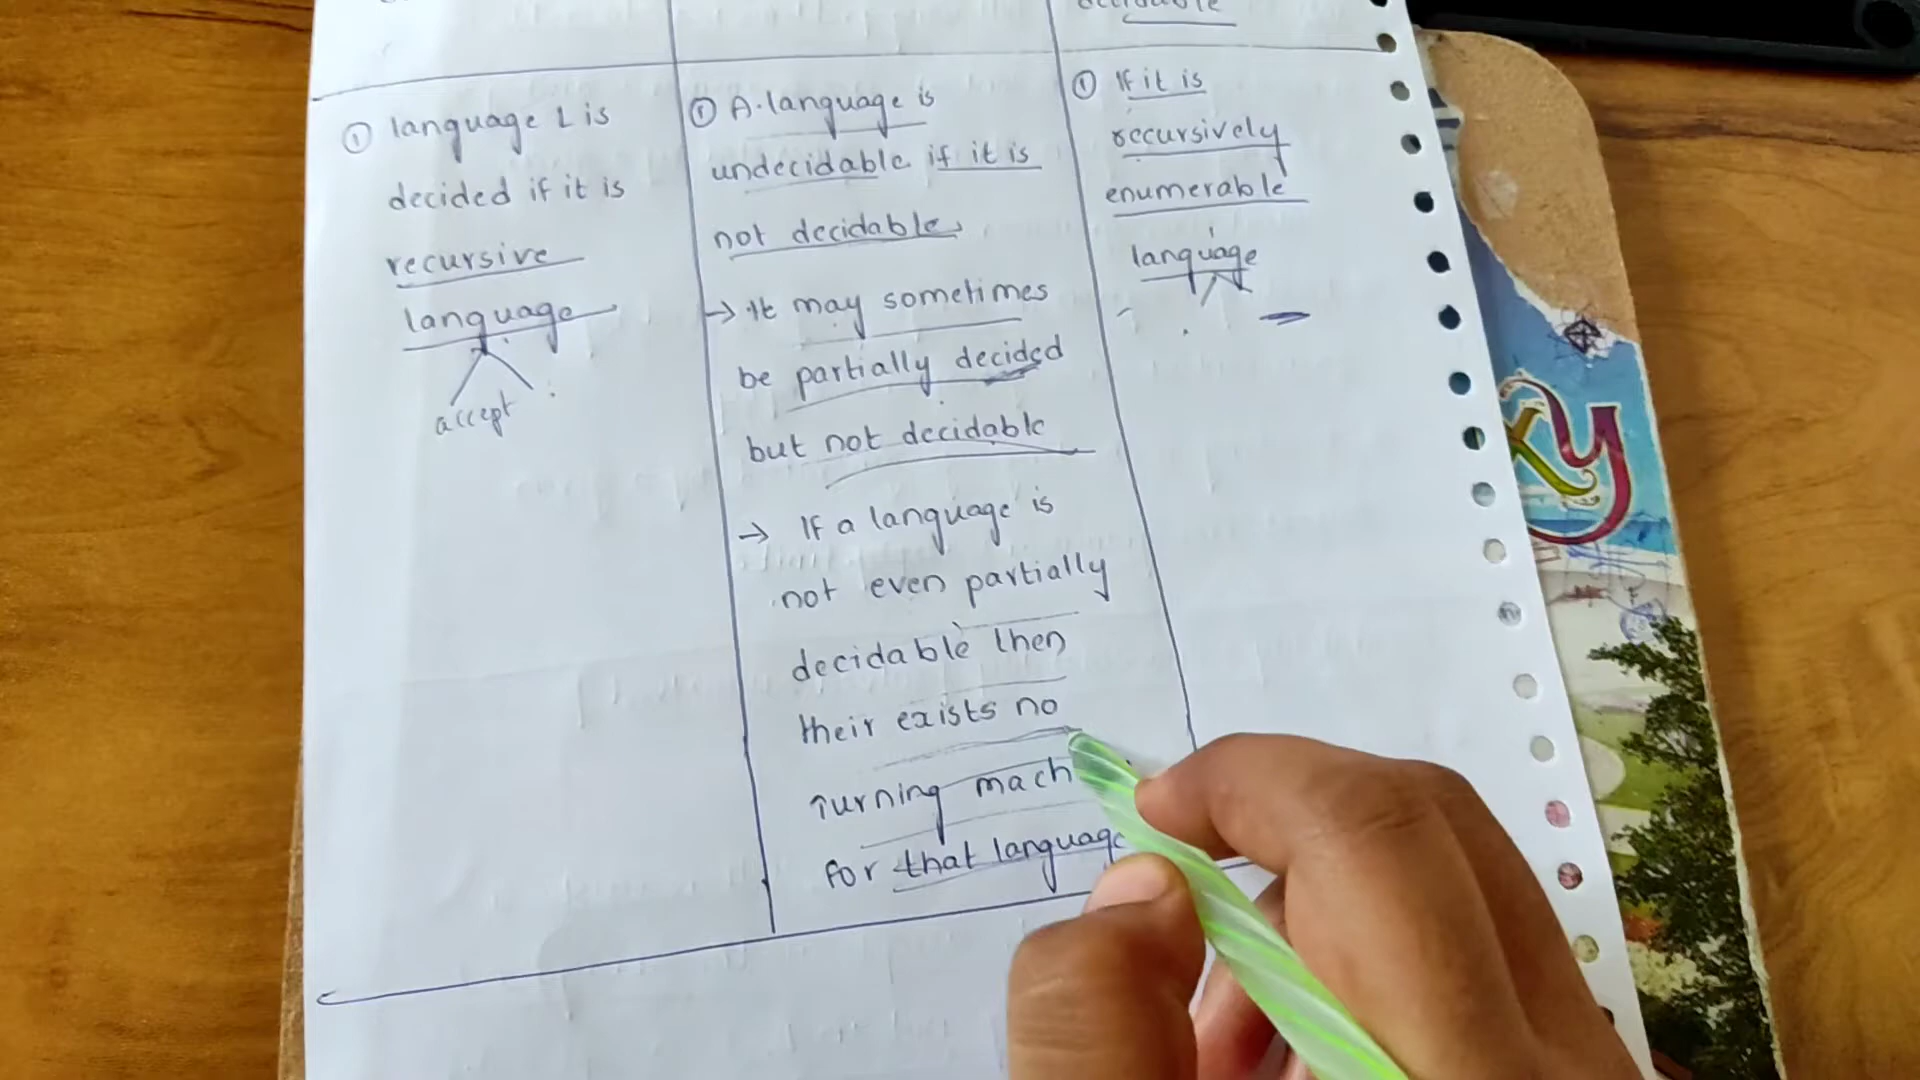 ① language L is
decided if it is
recursive
language
accept
① A language is
undecidable if it is
not decidable
→ It may sometimes
be partially decided
but not decidable
→ If a language is
not even partially
decidable then
their exists no
Turning mach
for that language
① If it is
recursively
enumerable
language